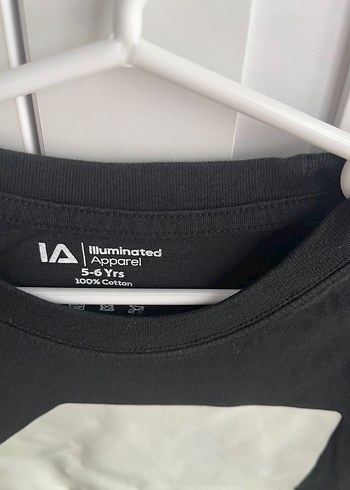 IA
Illuminated
Apparel
5-6 Yrs
100% Cotton